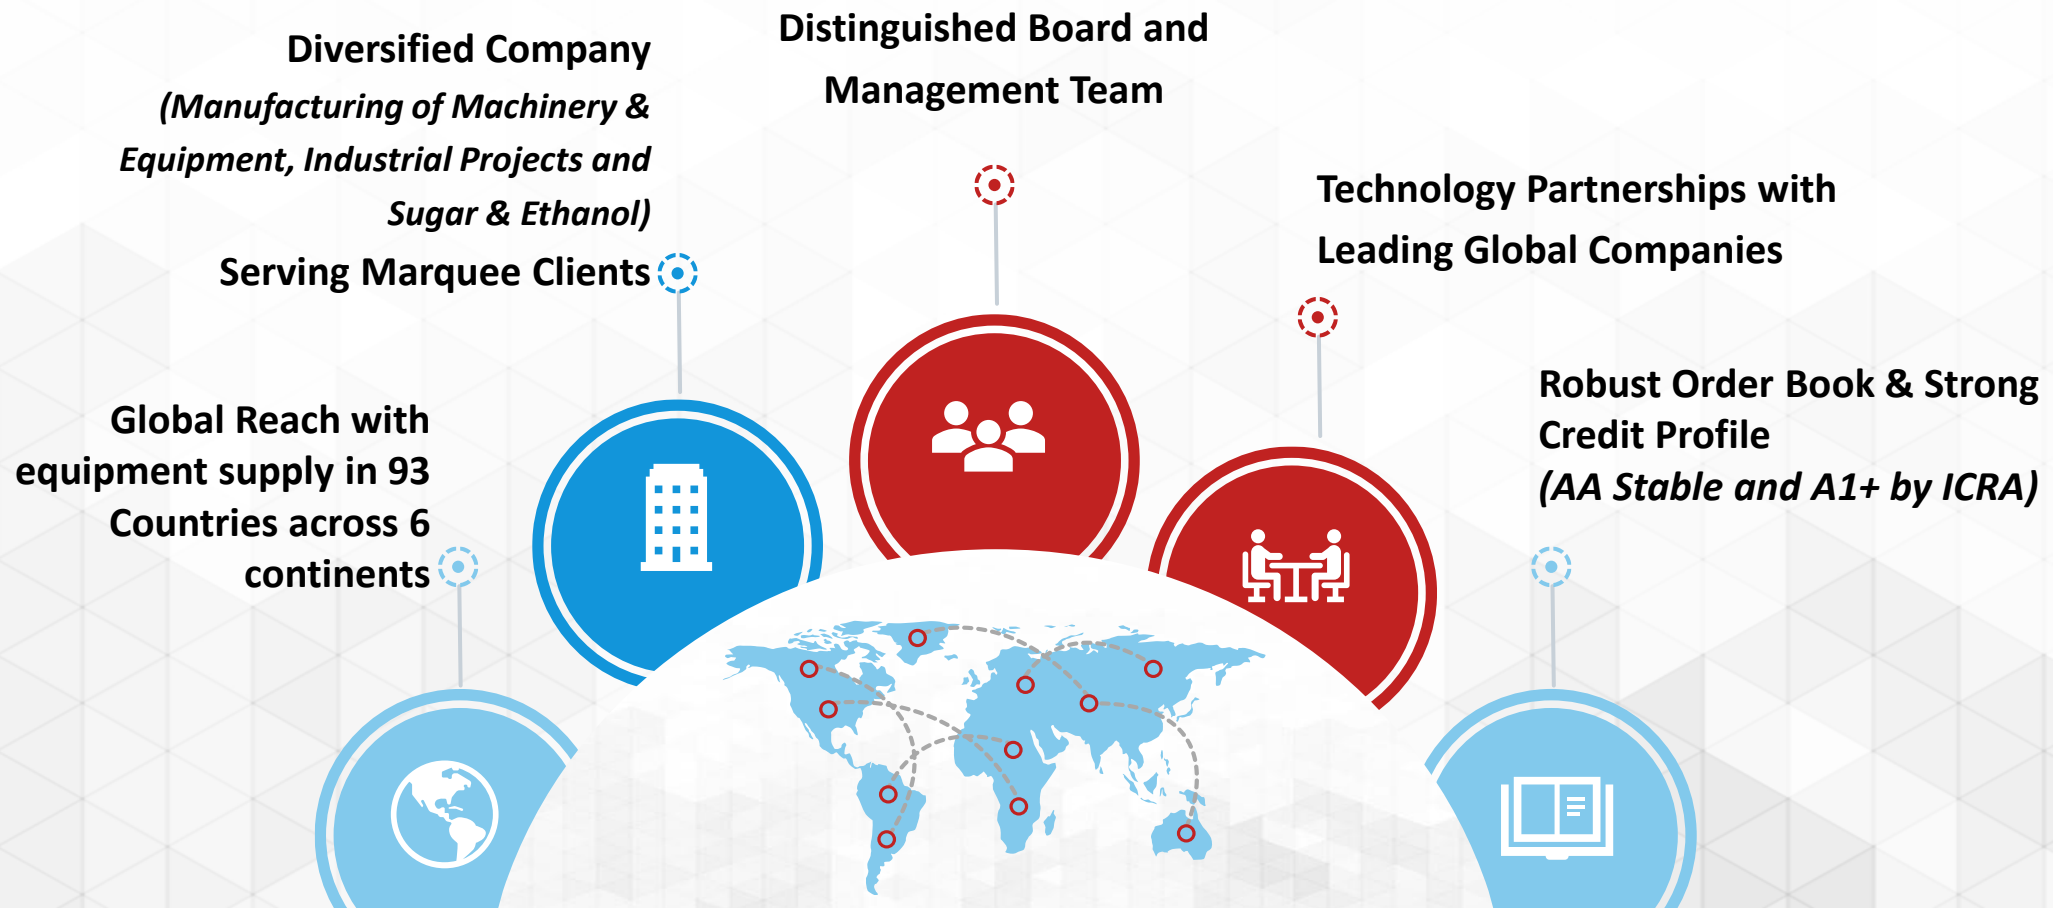 Distinguished Board and
Management Team
Diversified Company
(Manufacturing of Machinery &
Equipment, Industrial Projects and
Sugar & Ethanol)
Serving Marquee Clients
Technology Partnerships with
Leading Global Companies
Global Reach with
equipment supply in 93
Countries across 6
continents
Robust Order Book & Strong
Credit Profile
(AA Stable and A1+ by ICRA)